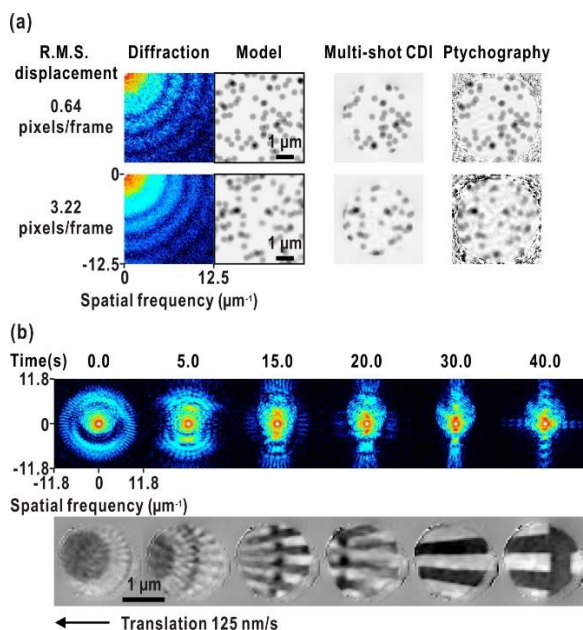 (a)
R.M.S. displacement Diffraction Model Multi-shot CDI Ptychography
0.64 pixels/frame
1 μm
0
3.22 pixels/frame
1 μm
-12.5
0 12.5
Spatial frequency (μm⁻¹)
(b)
Time(s) 0.0 5.0 15.0 20.0 30.0 40.0
11.8
0
-11.8
-11.8 0 11.8
Spatial frequency (μm⁻¹)
1 μm
Translation 125 nm/s